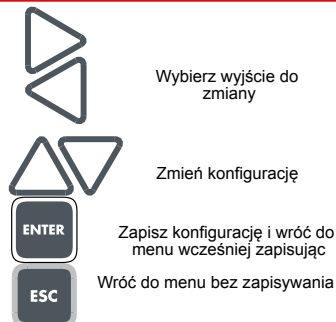 Wybierz wyjście do
zmiany
Zmień konfigurację
ENTER
Zapisz konfigurację i wróć do
menu wcześniej zapisując
ESC
Wróć do menu bez zapisywania